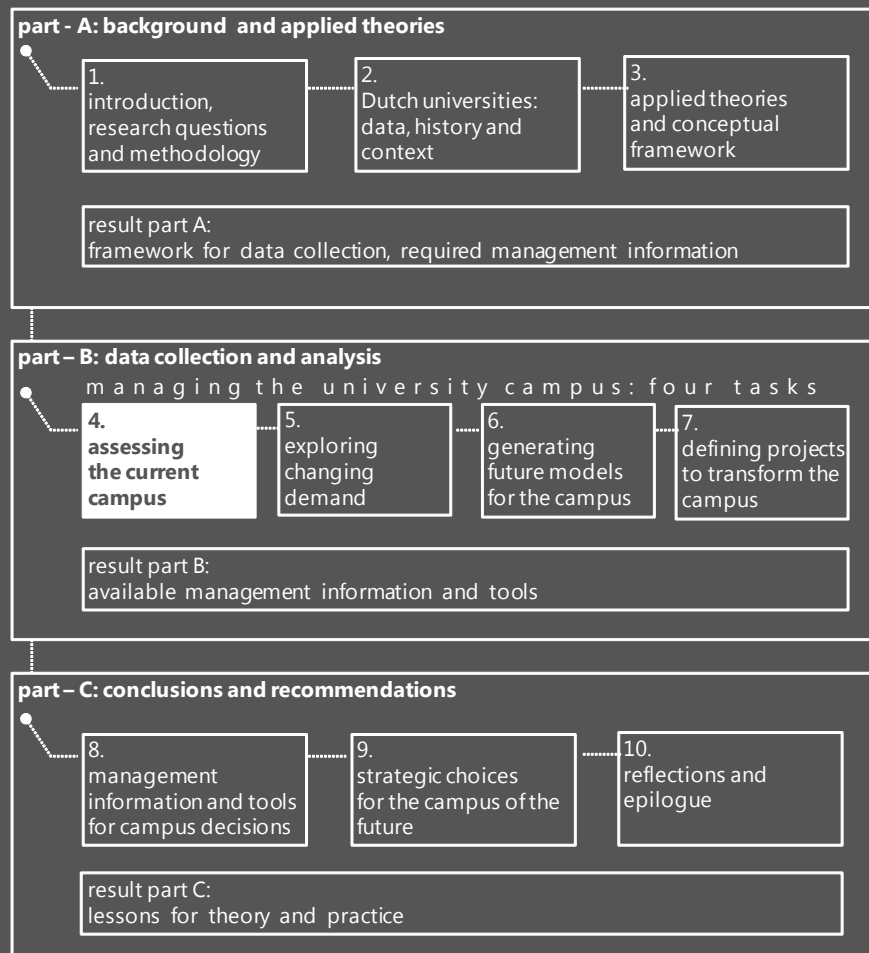 part - A: background and applied theories
1.
introduction,
research questions
and methodology
2.
Dutch universities:
data, history and
context
3.
applied theories
and conceptual
framework
result part A:
framework for data collection, required management information
part – B: data collection and analysis
managing the university campus: four tasks
4.
assessing
the current
campus
5.
exploring
changing
demand
6.
generating
future models
for the campus
7.
defining projects
to transform the
campus
result part B:
available management information and tools
part – C: conclusions and recommendations
8.
management
information and tools
for campus decisions
9.
strategic choices
for the campus of the
future
10.
reflections and
epilogue
result part C:
lessons for theory and practice